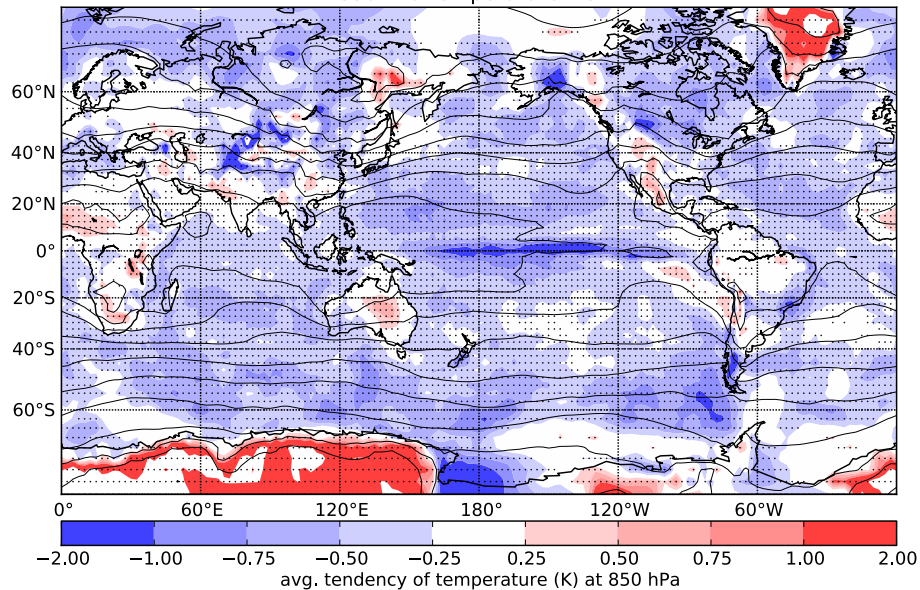 60°N
40°N
20°N
0°
20°S
40°S
60°S
0° 60°E 120°E 180°W 120°W 60°W
−2.00 −1.00 −0.75 −0.50 −0.25 0.25 0.50 0.75 1.00 2.00
avg. tendency of temperature (K) at 850 hPa